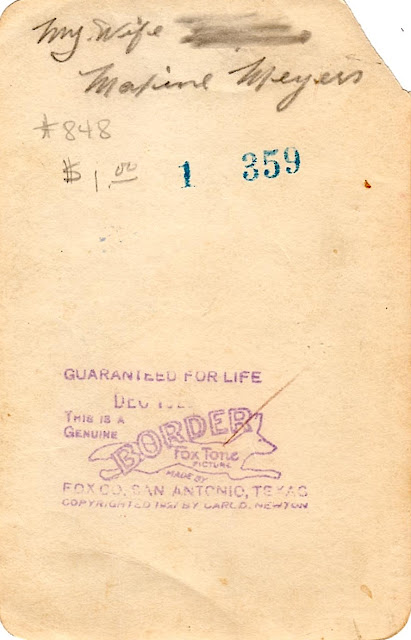 My Wife
Maxine Meyers
#848
$1.00 1 359
GUARANTEED FOR LIFE
DEC
THIS IS A
GENUINE
BORDER
Fox Tone
PICTURE
MADE BY
FOX CO. SAN ANTONIO, TEXAS
COPYRIGHTED BY CARL D. NEWTON